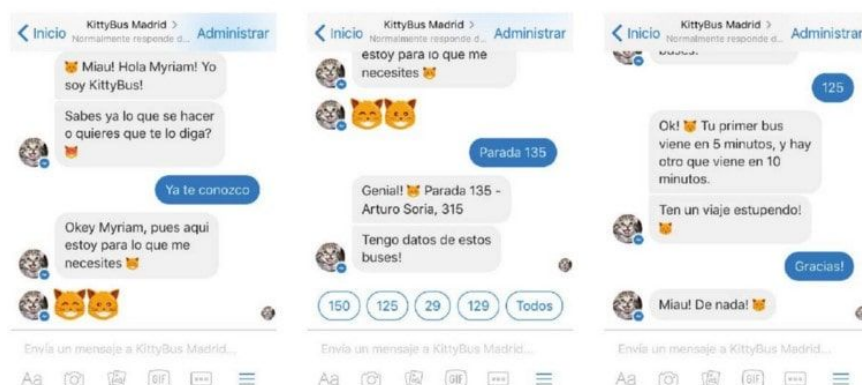 Inicio
KittyBus Madrid >
Normalmente responde d...
Administrar
Miau! Hola Myriam! Yo
soy KittyBus!
Sabes ya lo que se hacer
o quieres que te lo diga?
Ya te conozco
Okey Myriam, pues aqui
estoy para lo que me
necesites
Envía un mensaje a KittyBus Madrid...
Aa
GIF
Inicio
KittyBus Madrid >
Normalmente responde d...
Administrar
estoy para lo que me
necesites
Parada 135
Genial! Parada 135 -
Arturo Soria, 315
Tengo datos de estos
buses!
150 125 29 129 Todos
Envía un mensaje a KittyBus Madrid...
Aa
GIF
Inicio
KittyBus Madrid >
Normalmente responde d...
Administrar
buses!
125
Ok! Tu primer bus
viene en 5 minutos, y hay
otro que viene en 10
minutos.
Ten un viaje estupendo!
Gracias!
Miau! De nada!
Envía un mensaje a KittyBus Madrid...
Aa
GIF